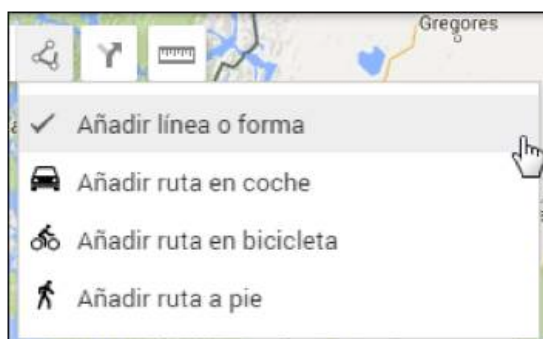 Gregores
Añadir línea o forma
Añadir ruta en coche
Añadir ruta en bicicleta
Añadir ruta a pie